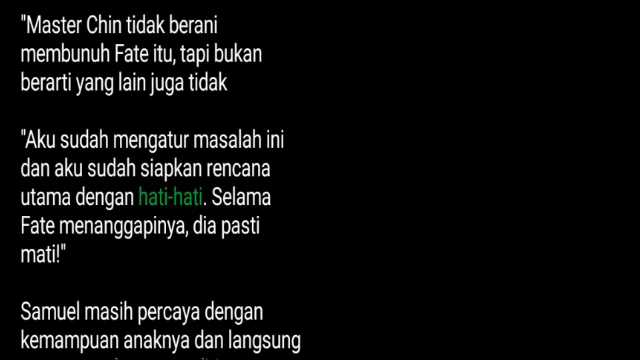 "Master Chin tidak berani
membunuh Fate itu, tapi bukan
berarti yang lain juga tidak
"Aku sudah mengatur masalah ini
dan aku sudah siapkan rencana
utama dengan hati-hati. Selama
Fate menanggapinya, dia pasti
mati!"
Samuel masih percaya dengan
kemampuan anaknya dan langsung